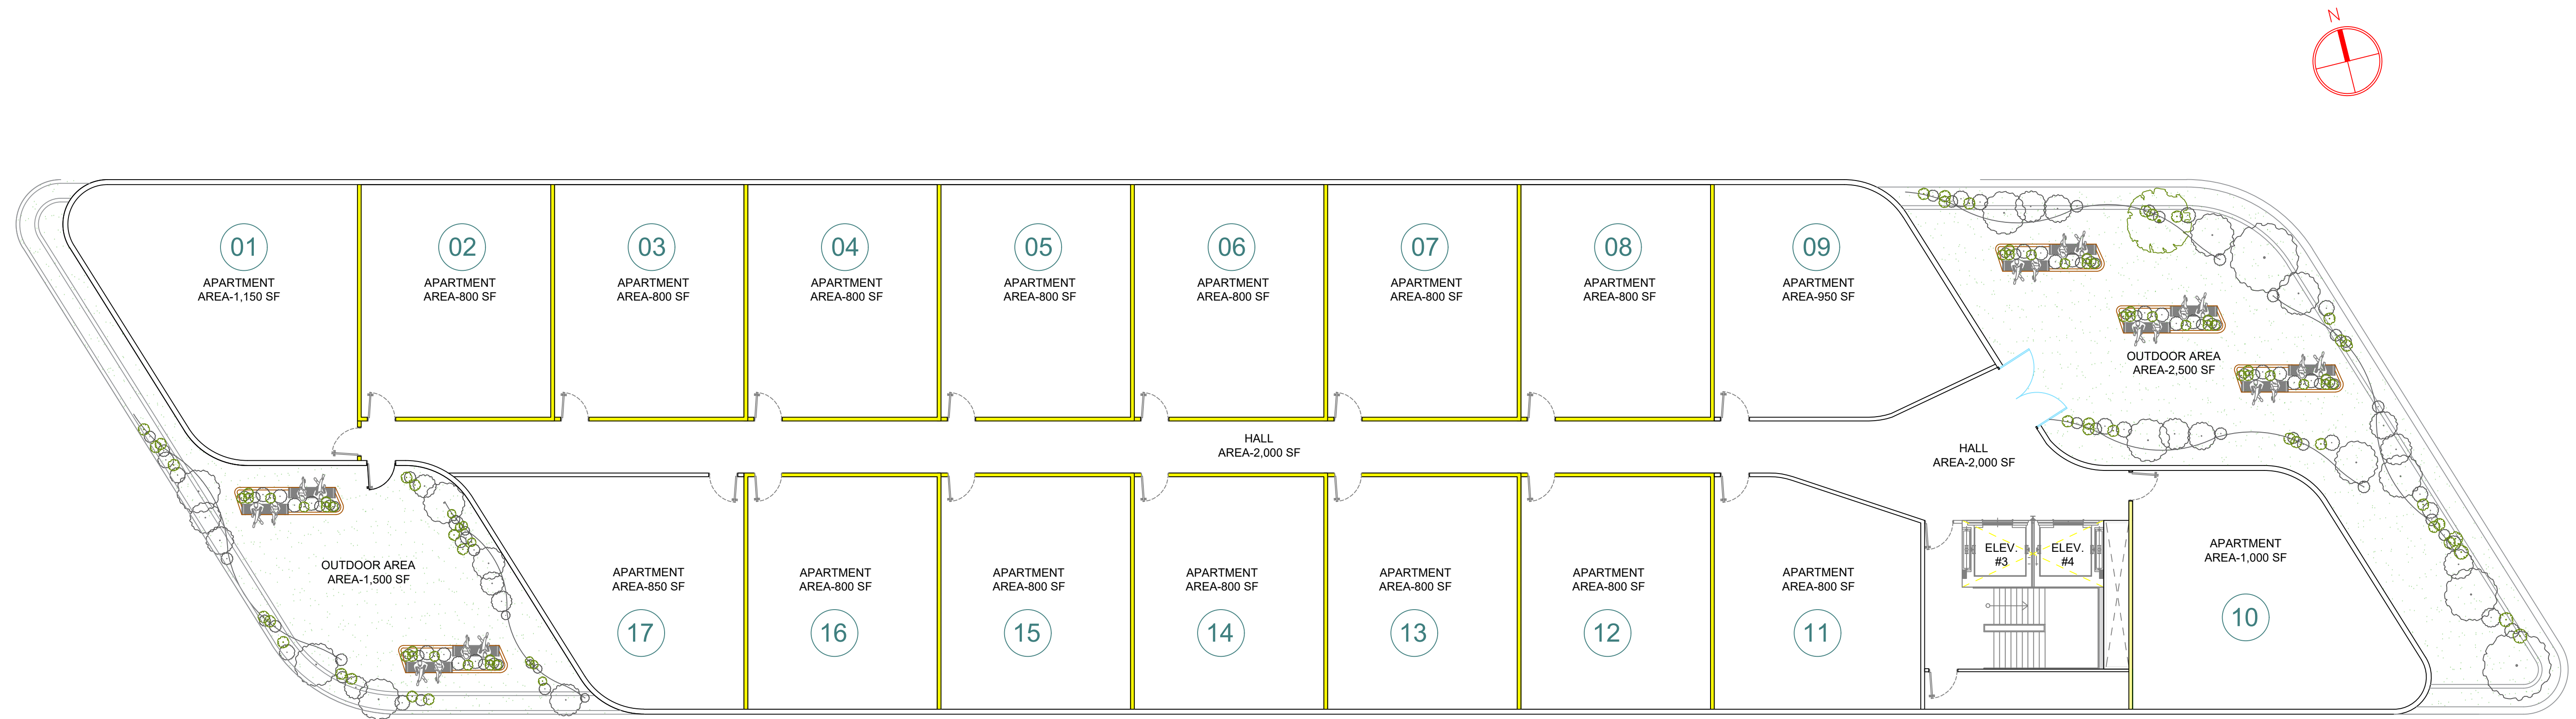 N
01
APARTMENT
AREA-1,150 SF
02
APARTMENT
AREA-800 SF
03
APARTMENT
AREA-800 SF
04
APARTMENT
AREA-800 SF
05
APARTMENT
AREA-800 SF
06
APARTMENT
AREA-800 SF
07
APARTMENT
AREA-800 SF
08
APARTMENT
AREA-800 SF
09
APARTMENT
AREA-950 SF
OUTDOOR AREA
AREA-2,500 SF
HALL
AREA-2,000 SF
HALL
AREA-2,000 SF
OUTDOOR AREA
AREA-1,500 SF
APARTMENT
AREA-850 SF
17
APARTMENT
AREA-800 SF
16
APARTMENT
AREA-800 SF
15
APARTMENT
AREA-800 SF
14
APARTMENT
AREA-800 SF
13
APARTMENT
AREA-800 SF
12
APARTMENT
AREA-800 SF
11
ELEV.
#3
ELEV.
#4
APARTMENT
AREA-1,000 SF
10